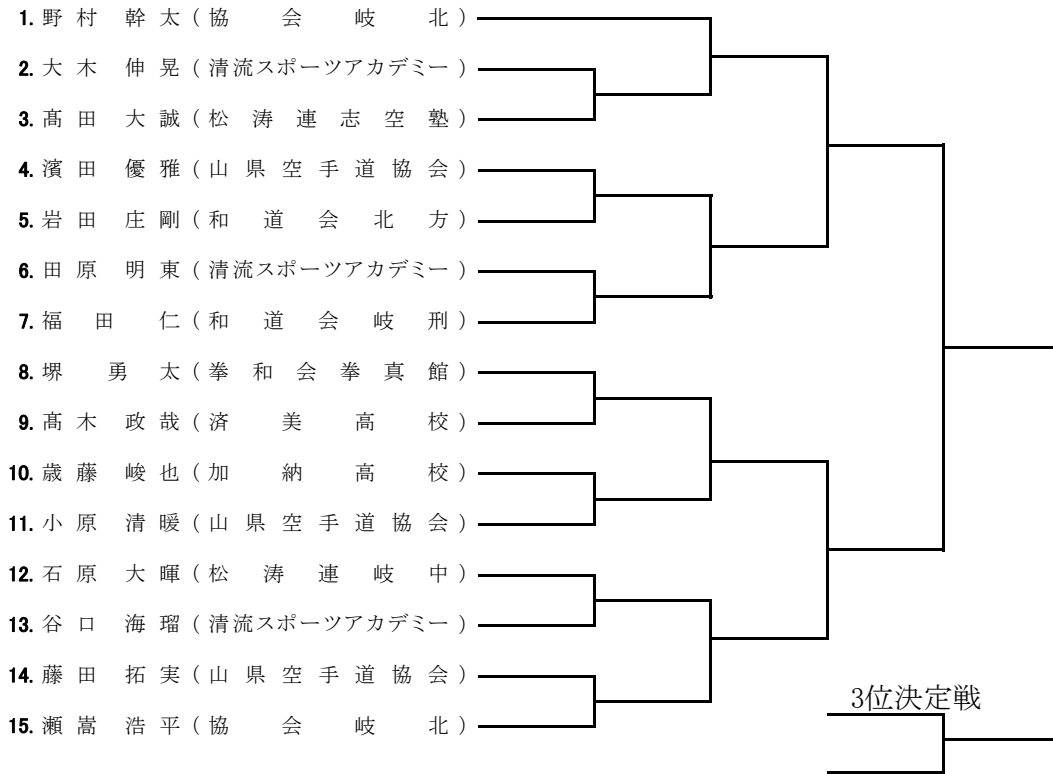 1. 野村 幹太(協会岐北)
2. 大木 伸晃(清流スポーツアカデミー)
3. 髙田 大誠(松涛連志空塾)
4. 濱田 優雅(山県空手道協会)
5. 岩田 庄剛(和道会北方)
6. 田原 明東(清流スポーツアカデミー)
7. 福田 仁(和道会岐刑)
8. 堺 勇太(拳和会拳真館)
9. 髙木 政哉(済美高校)
10. 歳藤 峻也(加納高校)
11. 小原 清暖(山県空手道協会)
12. 石原 大暉(松涛連岐中)
13. 谷口 海瑠(清流スポーツアカデミー)
14. 藤田 拓実(山県空手道協会)
15. 瀬嵩 浩平(協会岐北)
3位決定戦